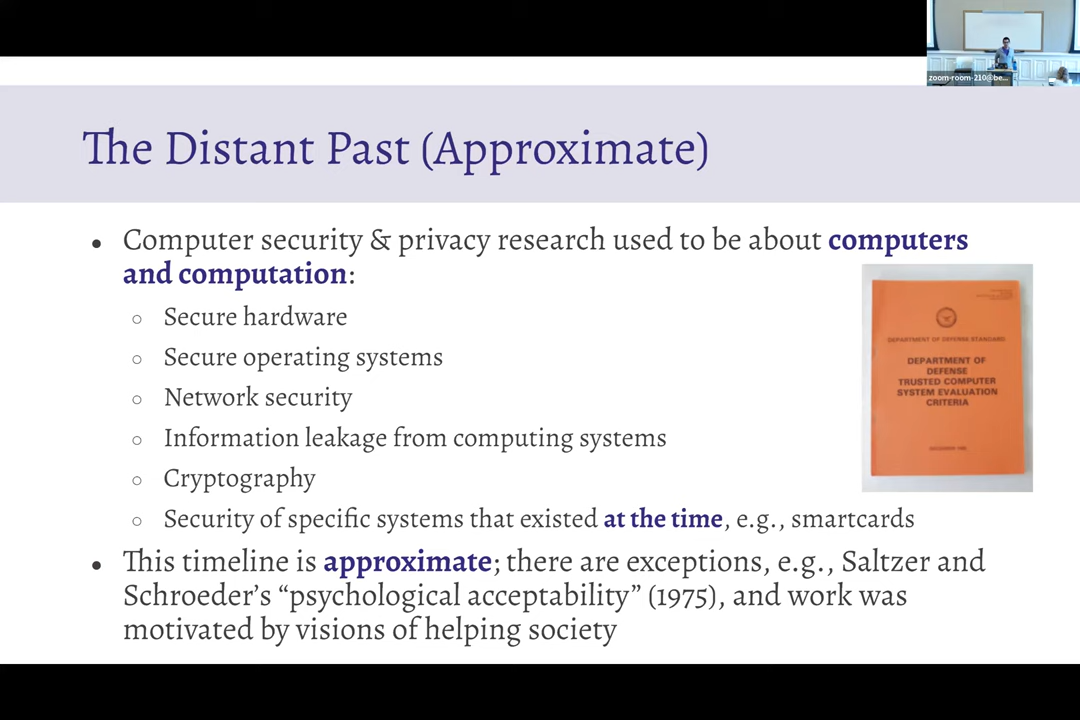 zoom-room-210@be...
The Distant Past (Approximate)
● Computer security & privacy research used to be about computers
and computation:
○ Secure hardware
○ Secure operating systems
○ Network security
○ Information leakage from computing systems
○ Cryptography
○ Security of specific systems that existed at the time, e.g., smartcards
● This timeline is approximate; there are exceptions, e.g., Saltzer and
Schroeder’s “psychological acceptability” (1975), and work was
motivated by visions of helping society
DEPARTMENT OF DEFENSE STANDARD
DEPARTMENT OF
DEFENSE
TRUSTED COMPUTER
SYSTEM EVALUATION
CRITERIA